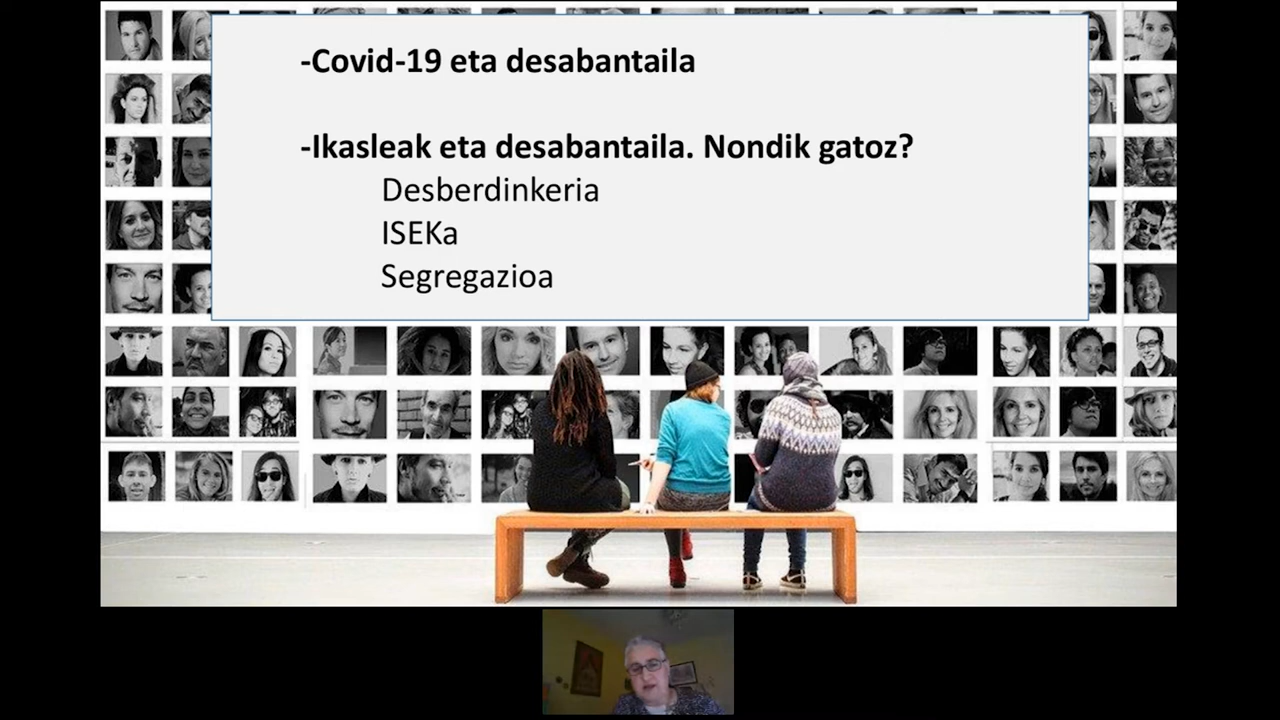 -Covid-19 eta desabantaila
-Ikasleak eta desabantaila. Nondik gatoz?
Desberdinkeria
ISEKa
Segregazioa